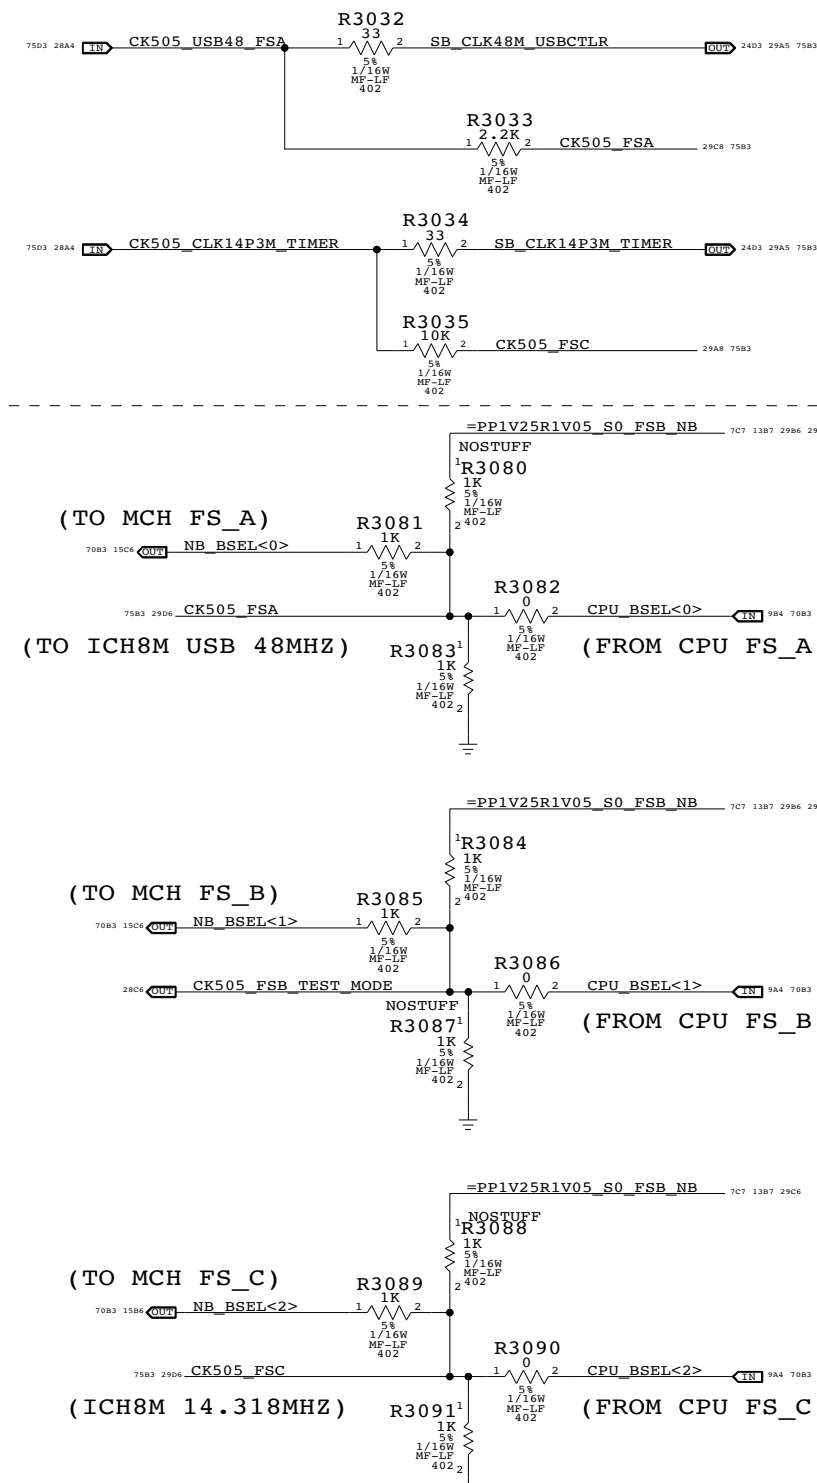 R3032
33
75D3 28A4 IN CK505_USB48_FSA 1 2 SB_CLK48M_USBCTLR OUT 24D3 29A5 75B3
5%
1/16W
MF-LF
402
R3033
2.2K
1 2 CK505_FSA 29C8 75B3
5%
1/16W
MF-LF
402
R3034
33
75D3 28A4 IN CK505_CLK14P3M_TIMER 1 2 SB_CLK14P3M_TIMER OUT 24D3 29A5 75B3
5%
1/16W
MF-LF
402
R3035
10K
1 2 CK505_FSC 29A8 75B3
5%
1/16W
MF-LF
402
=PP1V25R1V05_S0_FSB_NB 7C7 13B7 29B6 29
NOSTUFF
1 R3080
1K
5%
1/16W
MF-LF
2 402
(TO MCH FS_A)
R3081
1K
70B3 15C6 OUT NB_BSEL<0> 1 2
5%
1/16W
MF-LF
402
R3082
0
75B3 29D6 CK505_FSA 1 2 CPU_BSEL<0> IN 9B4 70B3
5%
1/16W
MF-LF
402
(TO ICH8M USB 48MHZ)
(FROM CPU FS_A
R3083 1
1K
5%
1/16W
MF-LF
402 2
=PP1V25R1V05_S0_FSB_NB 7C7 13B7 29B6 29
1 R3084
1K
5%
1/16W
MF-LF
2 402
(TO MCH FS_B)
R3085
1K
70B3 15C6 OUT NB_BSEL<1> 1 2
5%
1/16W
MF-LF
402
R3086
0
28C6 OUT CK505_FSB_TEST_MODE 1 2 CPU_BSEL<1> IN 9A4 70B3
5%
1/16W
MF-LF
402
(FROM CPU FS_B
NOSTUFF
R3087 1
1K
5%
1/16W
MF-LF
402 2
=PP1V25R1V05_S0_FSB_NB 7C7 13B7 29C6
NOSTUFF
1 R3088
1K
5%
1/16W
MF-LF
2 402
(TO MCH FS_C)
R3089
1K
70B3 15B6 OUT NB_BSEL<2> 1 2
5%
1/16W
MF-LF
402
R3090
0
75B3 29D6 CK505_FSC 1 2 CPU_BSEL<2> IN 9A4 70B3
5%
1/16W
MF-LF
402
(ICH8M 14.318MHZ)
(FROM CPU FS_C
R3091 1
1K
5%
1/16W
MF-LF
402 2